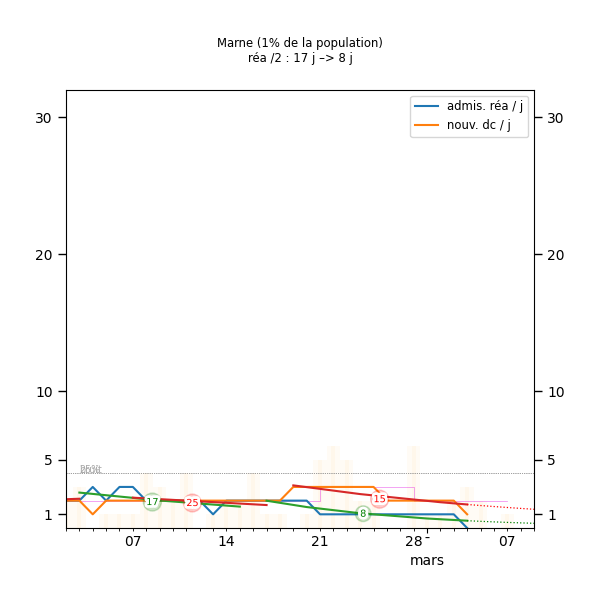 Marne (1% de la population)
réa /2 : 17 j –> 8 j
admis. réa / j
nouv. dc / j
30 30
20 20
10 10
5 5
17 25 15 8
1 1
07 14 21 28 07
mars